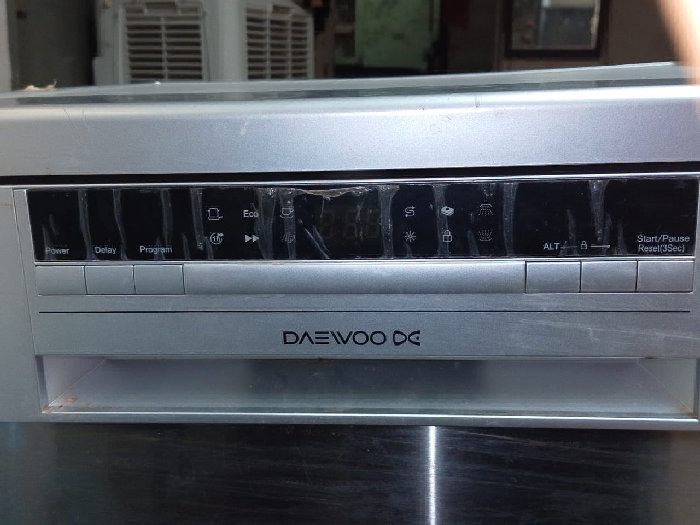 Eco
Power
Delay
Program
ALT
Start/Pause
Reset(3Sec)
DAEWOO